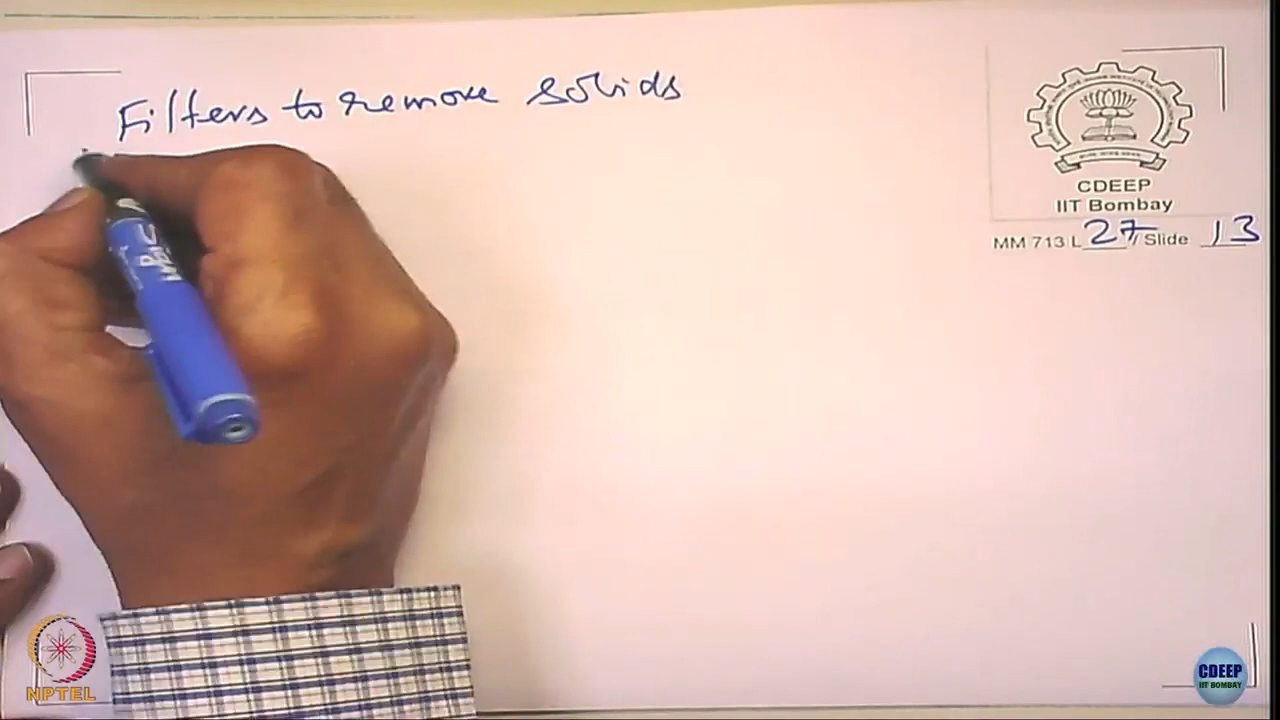 Filters to remove solids
CDEEP
IIT Bombay
MM 713 L 27 / Slide 13
NPTEL
CDEEP
IIT BOMBAY